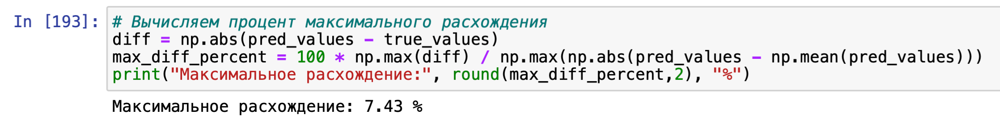 In [193]: # Вычисляем процент максимального расхождения
diff = np.abs(pred_values - true_values)
max_diff_percent = 100 * np.max(diff) / np.max(np.abs(pred_values - np.mean(pred_values)))
print("Максимальное расхождение:", round(max_diff_percent,2), "%")
Максимальное расхождение: 7.43 %